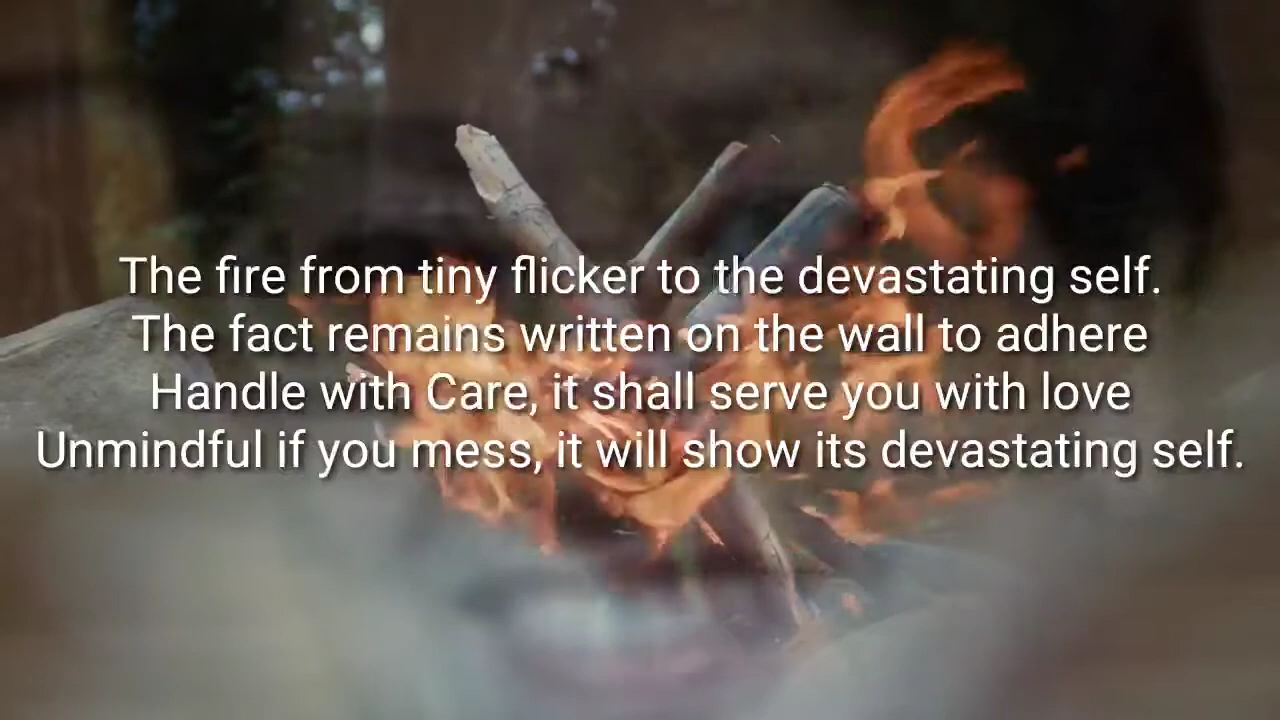 The fire from tiny flicker to the devastating self.
The fact remains written on the wall to adhere
Handle with Care, it shall serve you with love
Unmindful if you mess, it will show its devastating self.